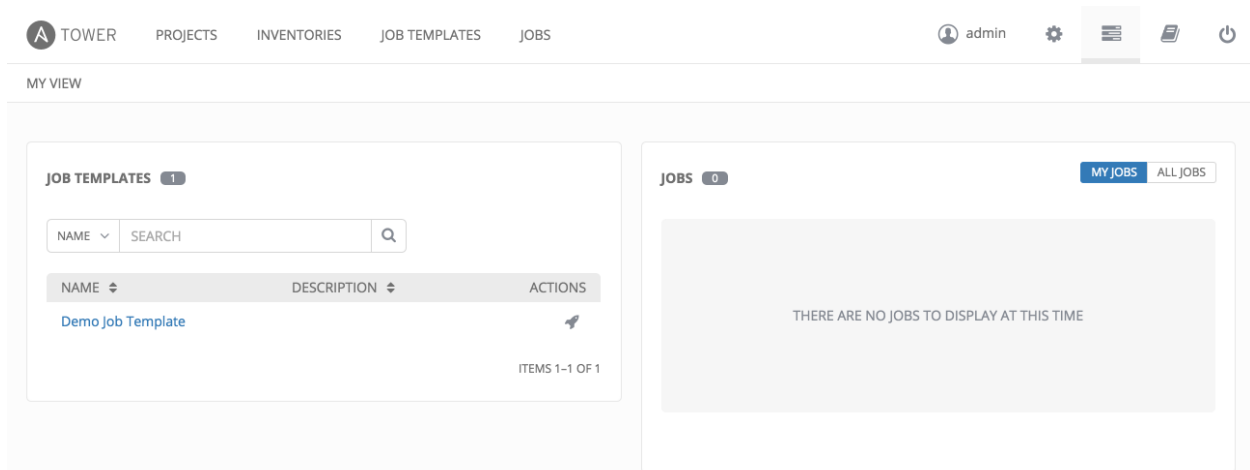 A TOWER PROJECTS INVENTORIES JOB TEMPLATES JOBS admin
MY VIEW
JOB TEMPLATES 1
NAME SEARCH
NAME DESCRIPTION ACTIONS
Demo Job Template
ITEMS 1–1 OF 1
JOBS 0 MY JOBS ALL JOBS
THERE ARE NO JOBS TO DISPLAY AT THIS TIME